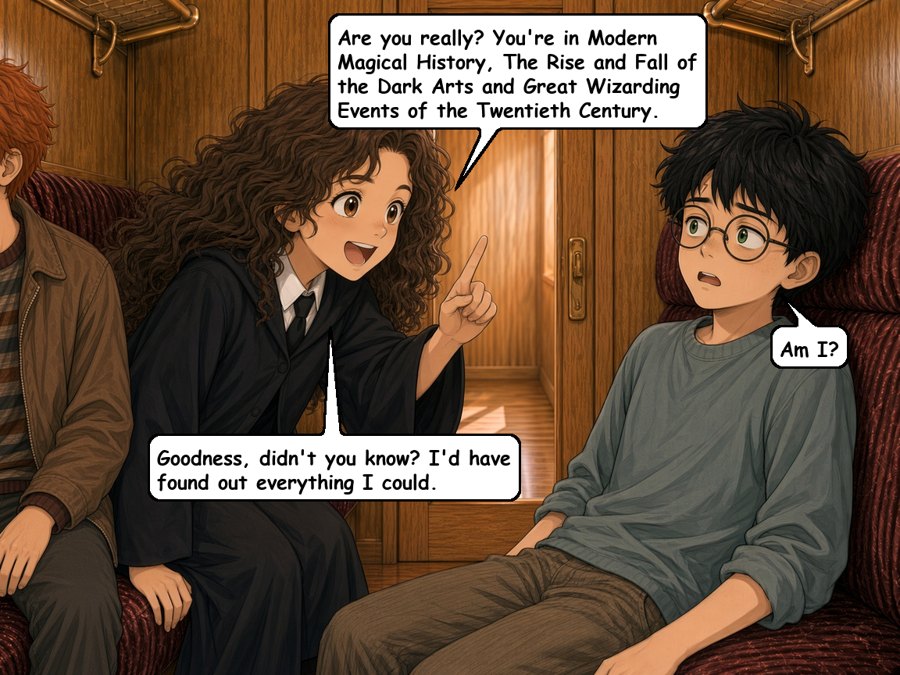 Are you really? You're in Modern
Magical History, The Rise and Fall of
the Dark Arts and Great Wizarding
Events of the Twentieth Century.
Am I?
Goodness, didn't you know? I'd have
found out everything I could.